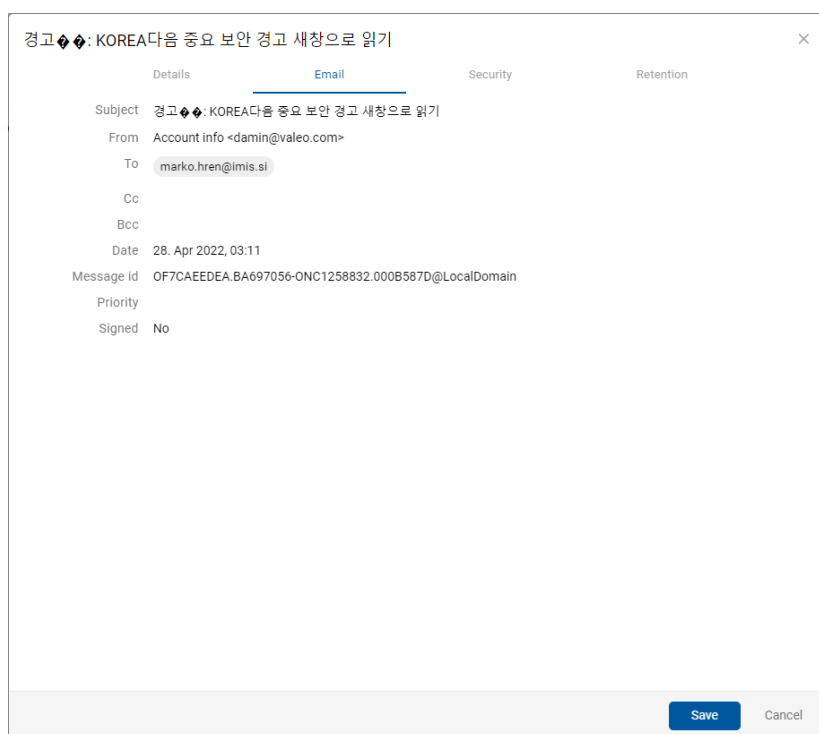 경고��: KOREA다음 중요 보안 경고 새창으로 읽기
Details Email Security Retention
Subject 경고��: KOREA다음 중요 보안 경고 새창으로 읽기
From Account info <damin@valeo.com>
To marko.hren@imis.si
Cc
Bcc
Date 28. Apr 2022, 03:11
Message id OF7CAEEDEA.BA697056-ONC1258832.000B587D@LocalDomain
Priority
Signed No
Save Cancel